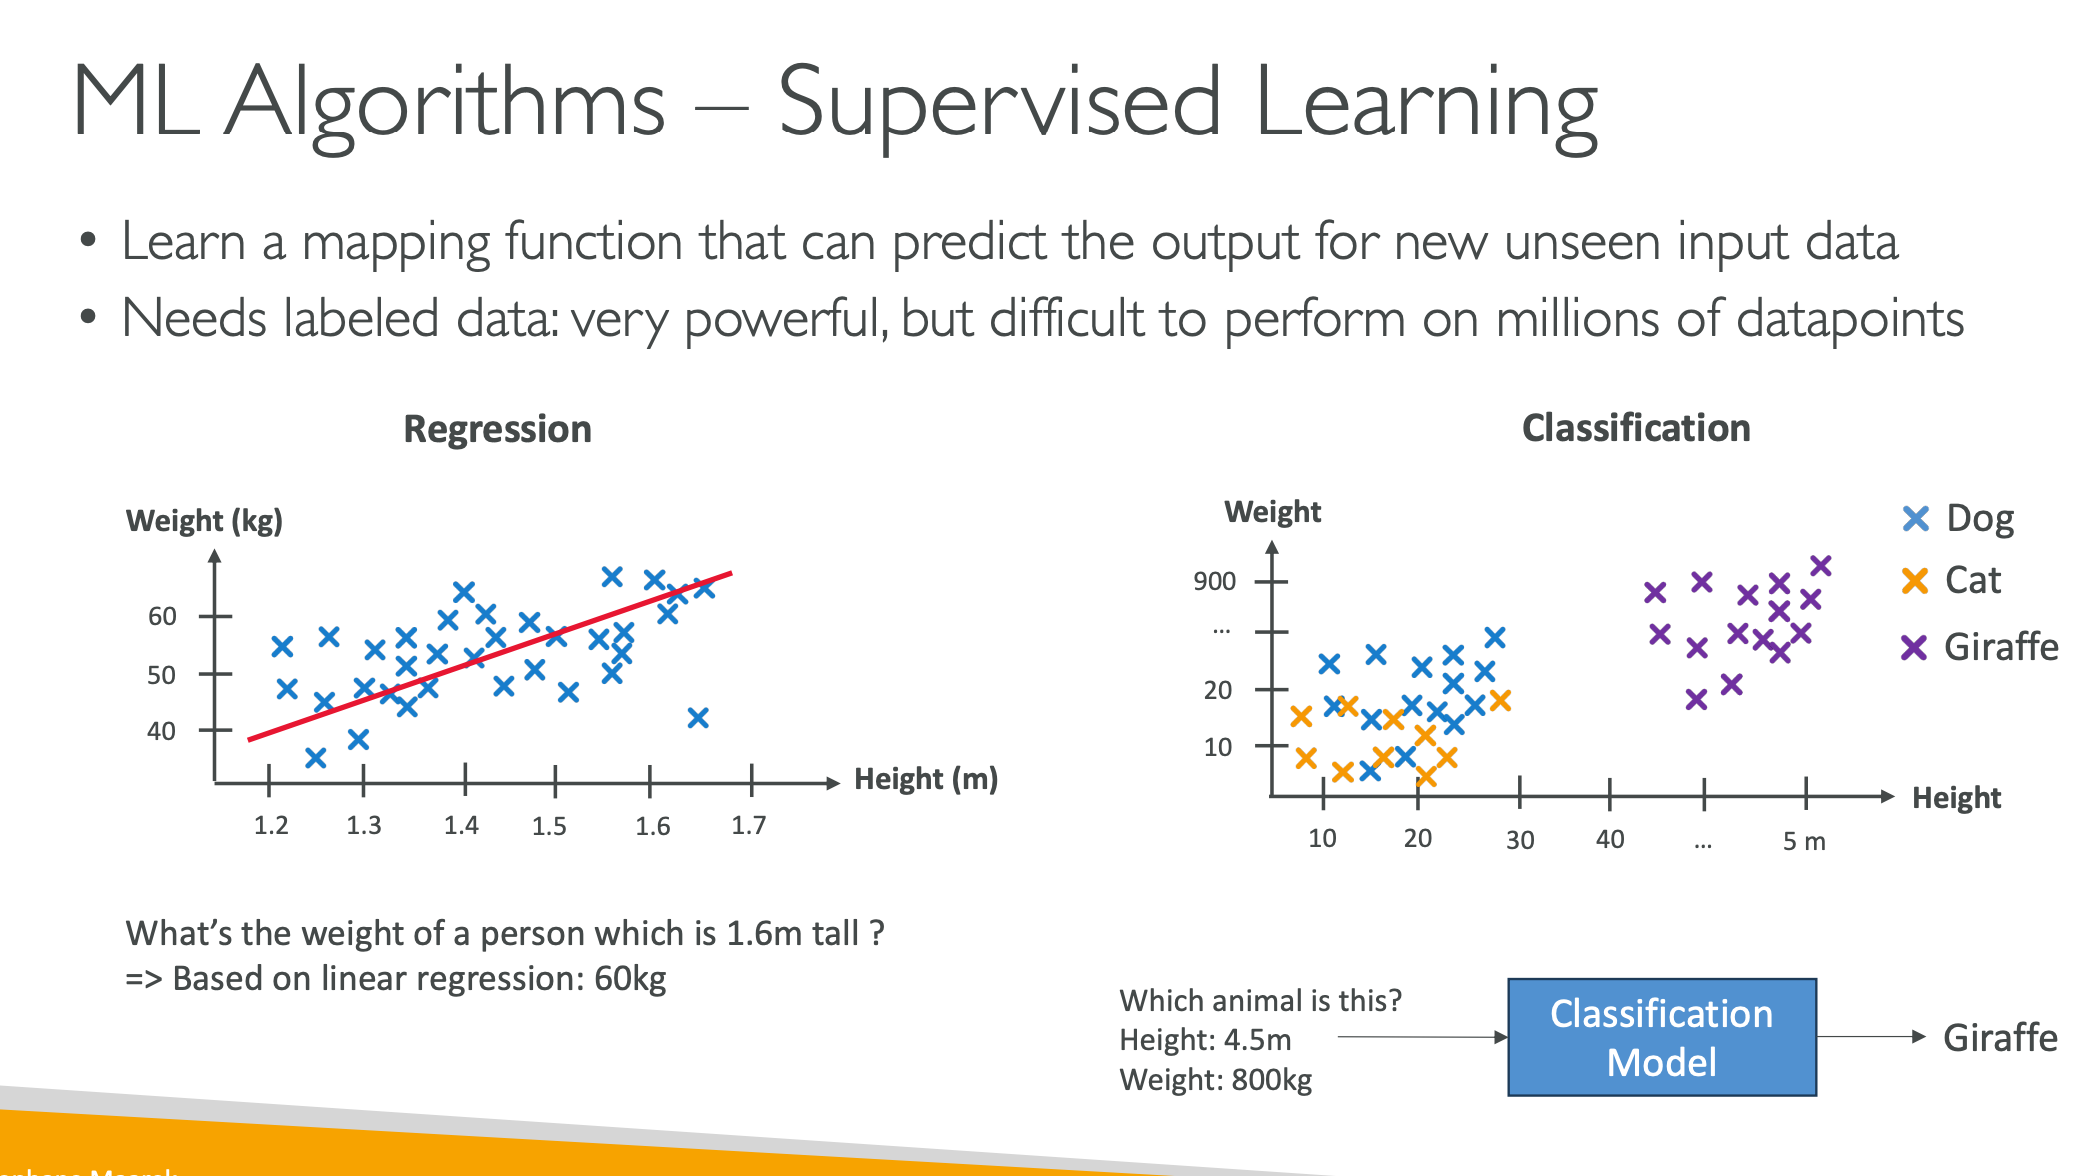 ML Algorithms – Supervised Learning
• Learn a mapping function that can predict the output for new unseen input data
• Needs labeled data: very powerful, but difficult to perform on millions of datapoints
Regression
Weight (kg)
60
50
40
1.2 1.3 1.4 1.5 1.6 1.7
Height (m)
What's the weight of a person which is 1.6m tall ?
=> Based on linear regression: 60kg
Classification
Weight
900
...
20
10
10 20 30 40 ... 5 m
Height
Dog
Cat
Giraffe
Which animal is this?
Height: 4.5m
Weight: 800kg
Classification
Model
Giraffe